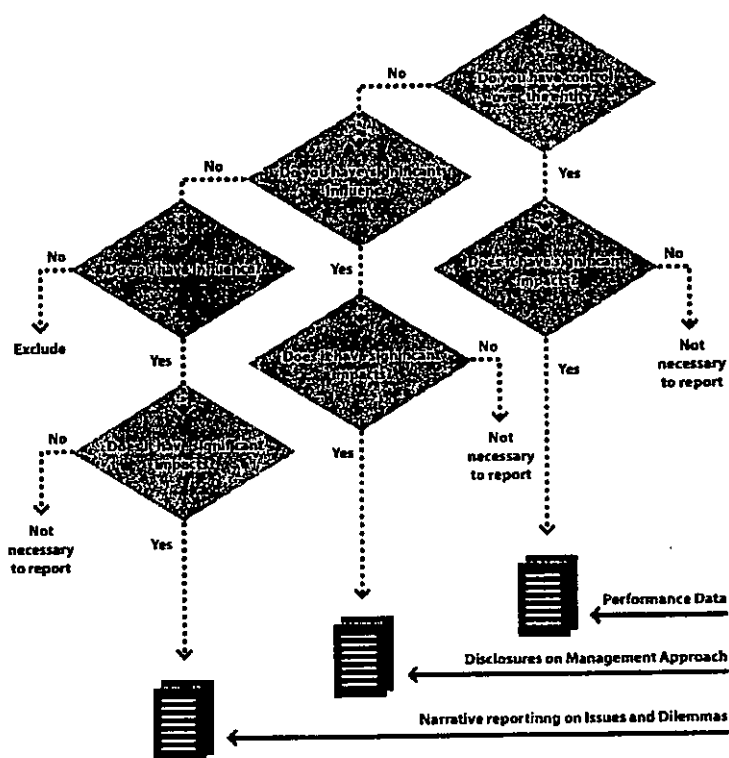 Do you have control
over the entity?
No
Yes
Do you have significant
influence?
No
Yes
Does it have significant
impacts?
No
Yes
Not
necessary
to report
Do you have influence?
No
Exclude
Yes
Does it have significant
impacts?
No
Not
necessary
to report
Yes
Does it have significant
impacts?
No
Not
necessary
to report
Yes
Performance Data
Disclosures on Management Approach
Narrative reportinng on Issues and Dilemmas